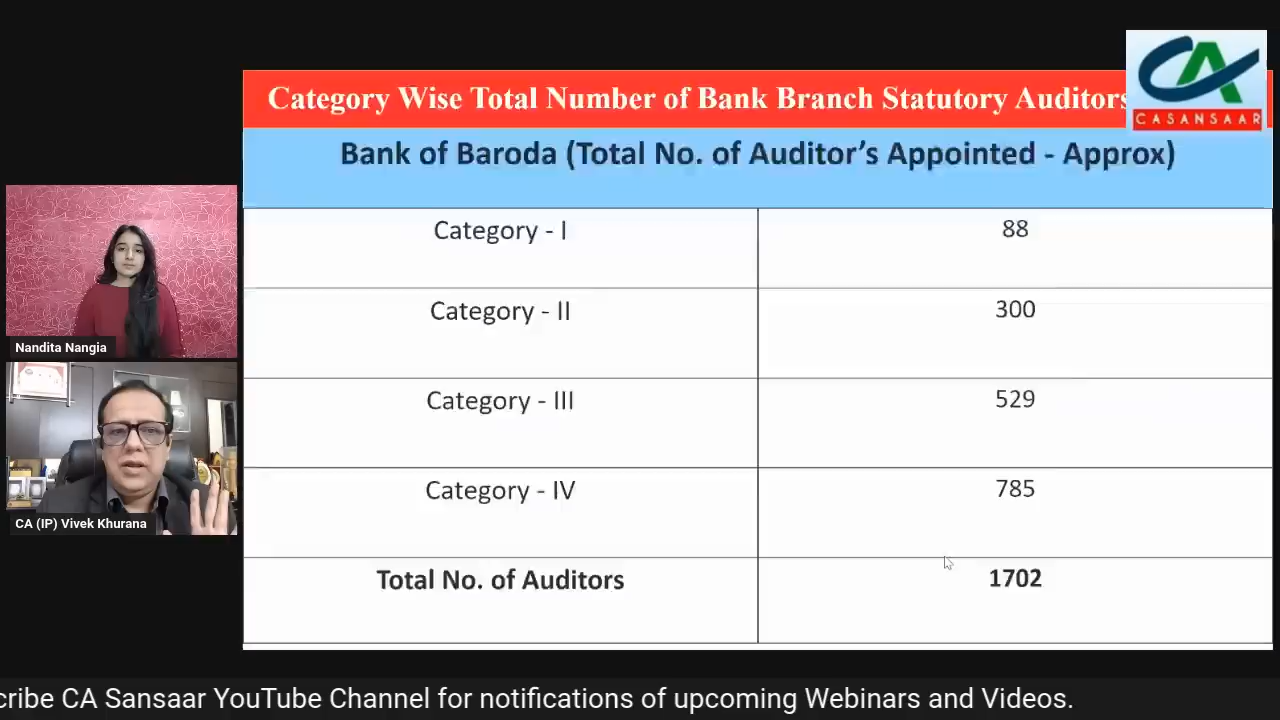 Category Wise Total Number of Bank Branch Statutory Auditors
CASANSAAR
Bank of Baroda (Total No. of Auditor's Appointed - Approx)
Category - I 88
Category - II 300
Category - III 529
Category - IV 785
Total No. of Auditors 1702
Nandita Nangia
CA (IP) Vivek Khurana
cribe CA Sansaar YouTube Channel for notifications of upcoming Webinars and Videos.